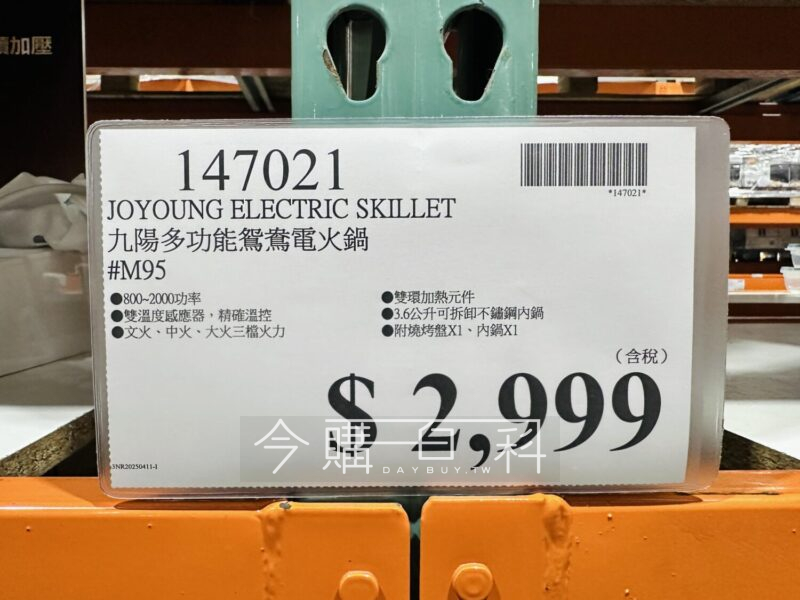 賣加壓
147021
*147021*
JOYOUNG ELECTRIC SKILLET
九陽多功能鴛鴦電火鍋
#M95
●800~2000功率
●雙溫度感應器，精確溫控
●文火、中火、大火三檔火力
●雙環加熱元件
●3.6公升可拆卸不鏽鋼內鍋
●附燒烤盤X1、內鍋X1
（含稅）
$ 2,999
今購百科
DAYBUY.TW
3NR20250411-1